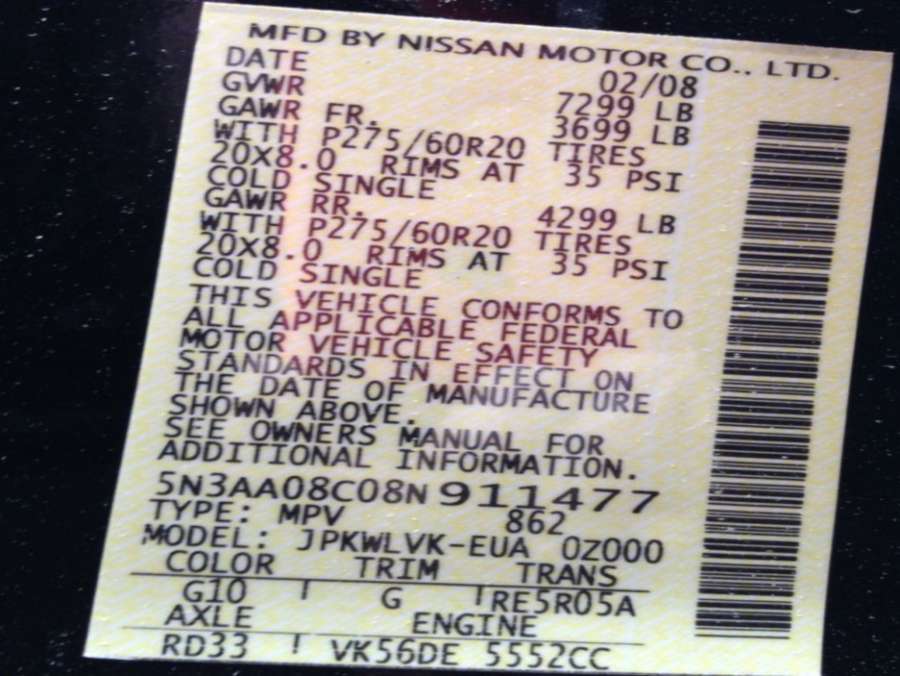 MFD BY NISSAN MOTOR CO., LTD.
DATE 02/08
GVWR 7299 LB
GAWR FR. 3699 LB
WITH P275/60R20 TIRES
20X8.0 RIMS AT 35 PSI
COLD SINGLE
GAWR RR. 4299 LB
WITH P275/60R20 TIRES
20X8.0 RIMS AT 35 PSI
COLD SINGLE
THIS VEHICLE CONFORMS TO
ALL APPLICABLE FEDERAL
MOTOR VEHICLE SAFETY
STANDARDS IN EFFECT ON
THE DATE OF MANUFACTURE
SHOWN ABOVE.
SEE OWNERS MANUAL FOR
ADDITIONAL INFORMATION.
5N3AA08C08N911477
TYPE: MPV 862
MODEL: JPKWLVK-EUA 0Z000
COLOR TRIM TRANS
G10 G RE5R05A
AXLE ENGINE
RD33 VK56DE 5552CC